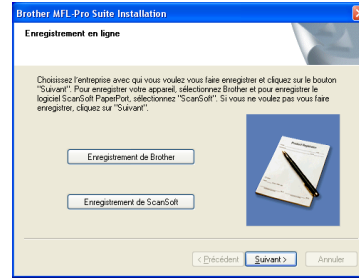 Brother MFL-Pro Suite Installation
Enregistrement en ligne
Choisissez l'entreprise avec qui vous voulez vous faire enregistrer et cliquez sur le bouton
"Suivant". Pour enregistrer votre appareil, sélectionnez Brother et pour enregistrer le
logiciel ScanSoft PaperPort, sélectionnez "ScanSoft". Si vous ne voulez pas vous faire
enregistrer, cliquez sur "Suivant".
Product Registration
Enregistrement de Brother
Enregistrement de ScanSoft
< Précédent
Suivant >
Annuler